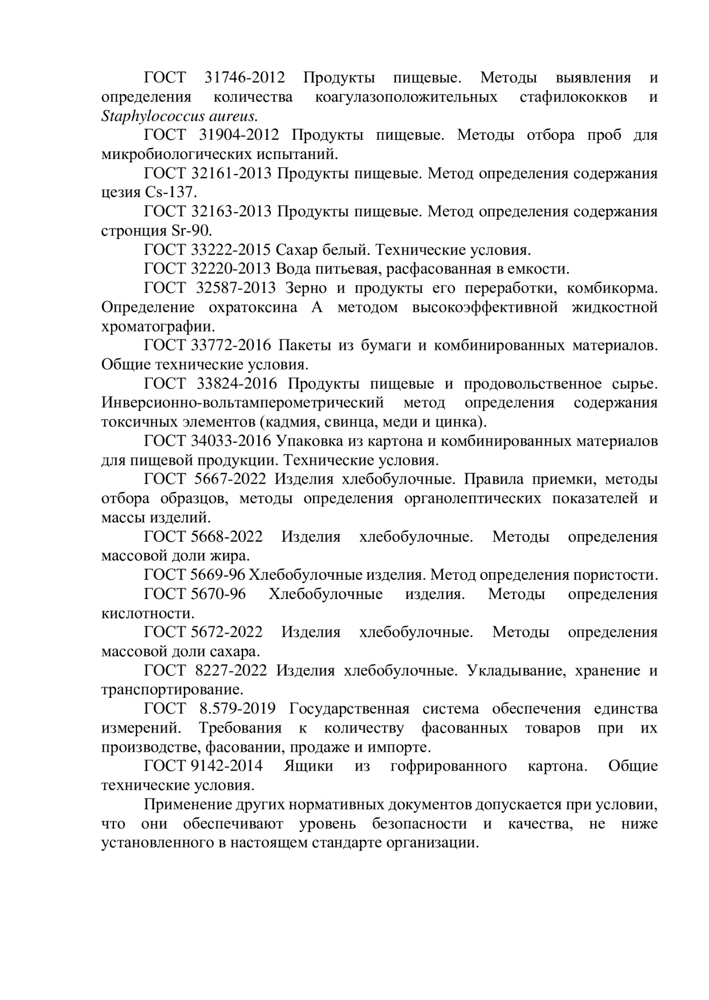 ГОСТ 31746-2012 Продукты пищевые. Методы выявления и
определения количества коагулазоположительных стафилококков и
Staphylococcus aureus.
ГОСТ 31904-2012 Продукты пищевые. Методы отбора проб для
микробиологических испытаний.
ГОСТ 32161-2013 Продукты пищевые. Метод определения содержания
цезия Cs-137.
ГОСТ 32163-2013 Продукты пищевые. Метод определения содержания
стронция Sr-90.
ГОСТ 33222-2015 Сахар белый. Технические условия.
ГОСТ 32220-2013 Вода питьевая, расфасованная в емкости.
ГОСТ 32587-2013 Зерно и продукты его переработки, комбикорма.
Определение охратоксина А методом высокоэффективной жидкостной
хроматографии.
ГОСТ 33772-2016 Пакеты из бумаги и комбинированных материалов.
Общие технические условия.
ГОСТ 33824-2016 Продукты пищевые и продовольственное сырье.
Инверсионно-вольтамперометрический метод определения содержания
токсичных элементов (кадмия, свинца, меди и цинка).
ГОСТ 34033-2016 Упаковка из картона и комбинированных материалов
для пищевой продукции. Технические условия.
ГОСТ 5667-2022 Изделия хлебобулочные. Правила приемки, методы
отбора образцов, методы определения органолептических показателей и
массы изделий.
ГОСТ 5668-2022 Изделия хлебобулочные. Методы определения
массовой доли жира.
ГОСТ 5669-96 Хлебобулочные изделия. Метод определения пористости.
ГОСТ 5670-96 Хлебобулочные изделия. Методы определения
кислотности.
ГОСТ 5672-2022 Изделия хлебобулочные. Методы определения
массовой доли сахара.
ГОСТ 8227-2022 Изделия хлебобулочные. Укладывание, хранение и
транспортирование.
ГОСТ 8.579-2019 Государственная система обеспечения единства
измерений. Требования к количеству фасованных товаров при их
производстве, фасовании, продаже и импорте.
ГОСТ 9142-2014 Ящики из гофрированного картона. Общие
технические условия.
Применение других нормативных документов допускается при условии,
что они обеспечивают уровень безопасности и качества, не ниже
установленного в настоящем стандарте организации.